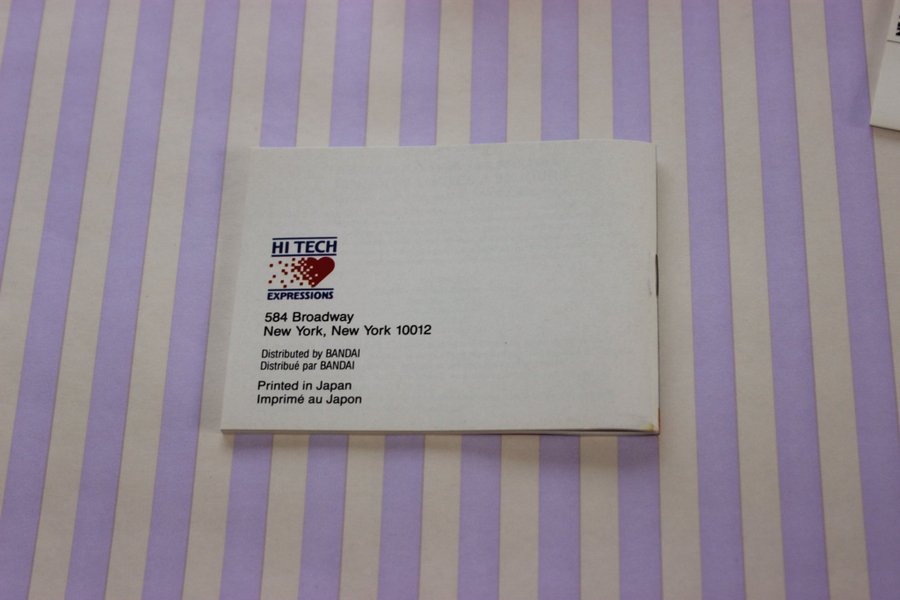 HI TECH
EXPRESSIONS
584 Broadway
New York, New York 10012
Distributed by BANDAI
Distribué par BANDAI
Printed in Japan
Imprimé au Japon